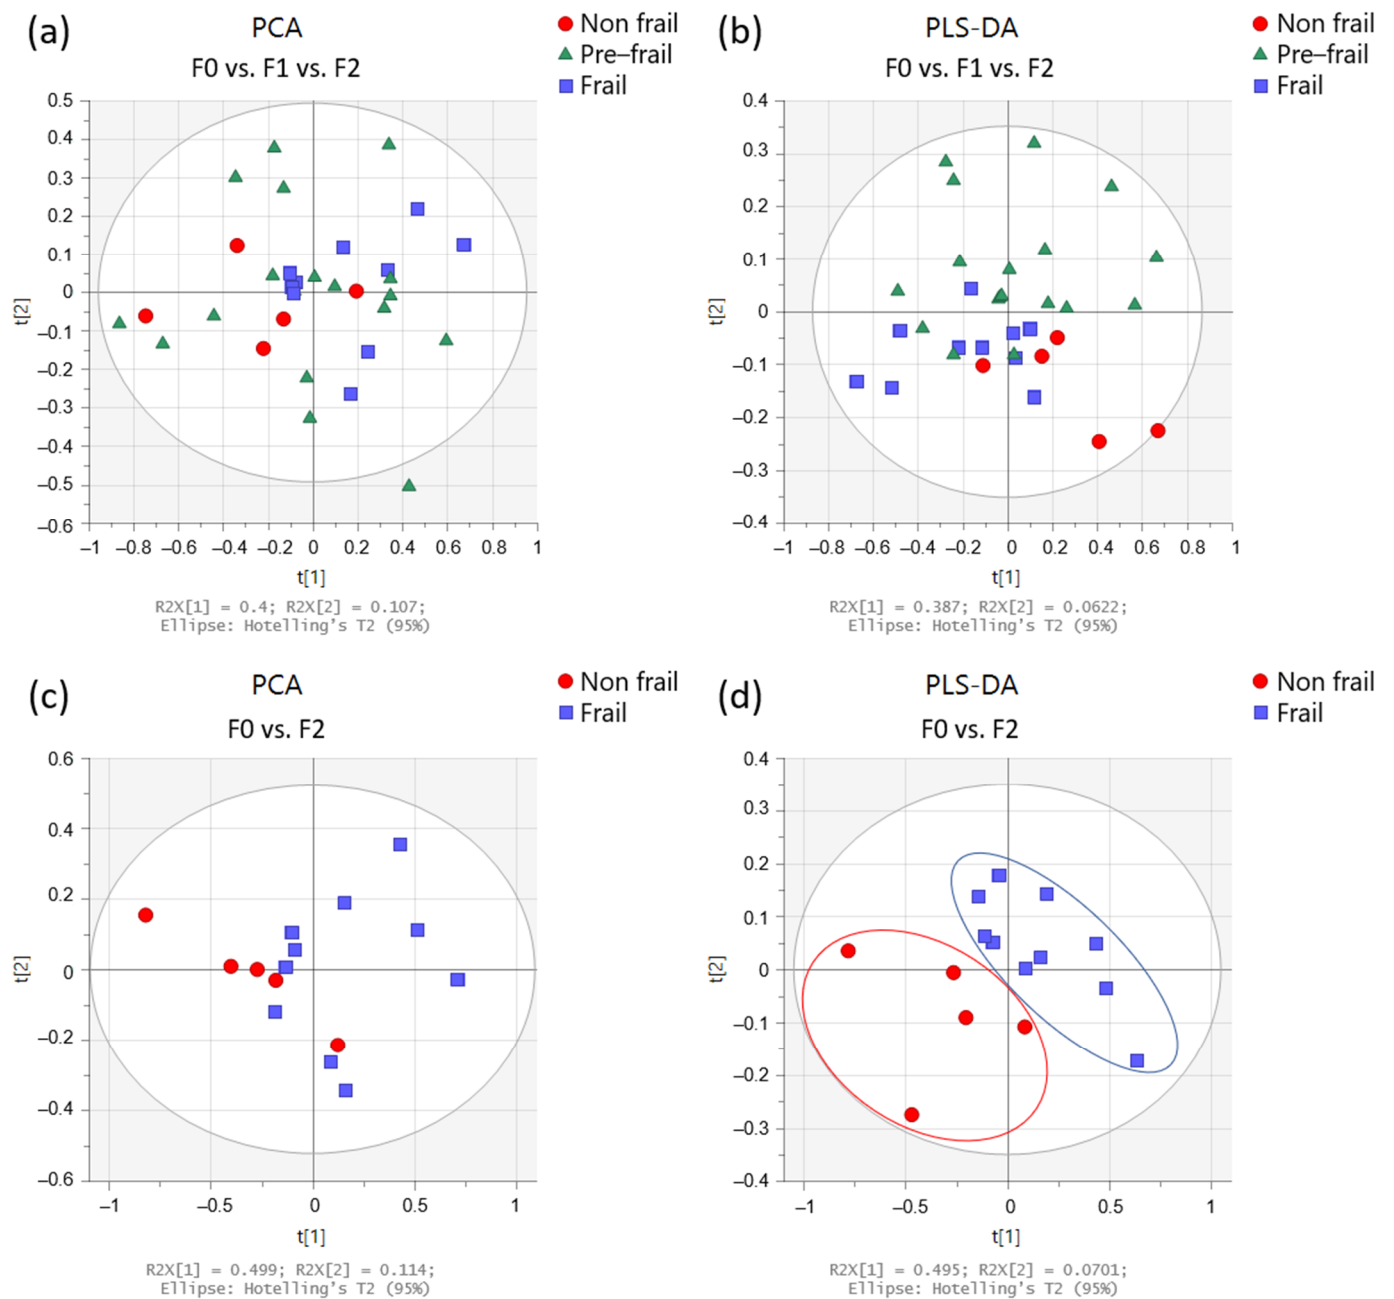 (a)
PCA
F0 vs. F1 vs. F2
Non frail
Pre–frail
Frail
0.5
0.4
0.3
0.2
0.1
0
–0.1
–0.2
–0.3
–0.4
–0.5
–0.6
t[2]
–1 –0.8 –0.6 –0.4 –0.2 0 0.2 0.4 0.6 0.8 1
t[1]
R2X[1] = 0.4; R2X[2] = 0.107;
Ellipse: Hotelling's T2 (95%)
(b)
PLS-DA
F0 vs. F1 vs. F2
Non frail
Pre–frail
Frail
0.4
0.3
0.2
0.1
0
–0.1
–0.2
–0.3
–0.4
t[2]
–1 –0.8 –0.6 –0.4 –0.2 0 0.2 0.4 0.6 0.8 1
t[1]
R2X[1] = 0.387; R2X[2] = 0.0622;
Ellipse: Hotelling's T2 (95%)
(c)
PCA
F0 vs. F2
Non frail
Frail
0.6
0.4
0.2
0
–0.2
–0.4
–0.6
t[2]
–1 –0.5 0 0.5 1
t[1]
R2X[1] = 0.499; R2X[2] = 0.114;
Ellipse: Hotelling's T2 (95%)
(d)
PLS-DA
F0 vs. F2
Non frail
Frail
0.4
0.3
0.2
0.1
0
–0.1
–0.2
–0.3
–0.4
t[2]
–1 –0.5 0 0.5 1
t[1]
R2X[1] = 0.495; R2X[2] = 0.0701;
Ellipse: Hotelling's T2 (95%)